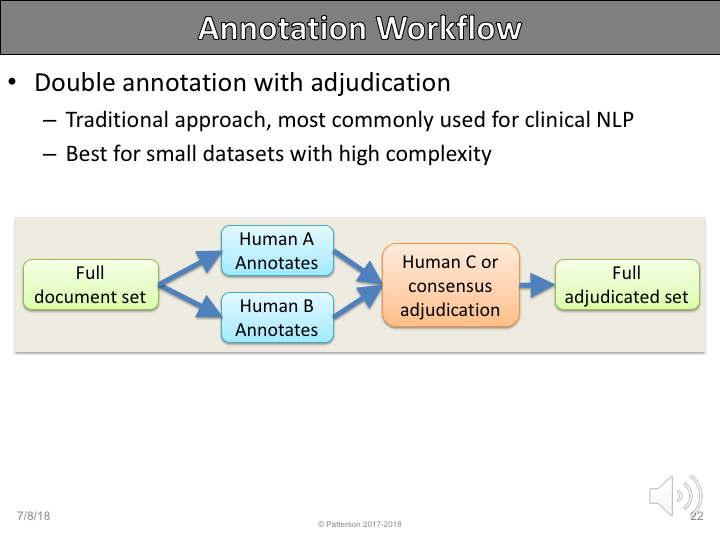 Annotation Workflow
• Double annotation with adjudication
– Traditional approach, most commonly used for clinical NLP
– Best for small datasets with high complexity
Full
document set
Human A
Annotates
Human B
Annotates
Human C or
consensus
adjudication
Full
adjudicated set
7/8/18
© Patterson 2017-2018
22